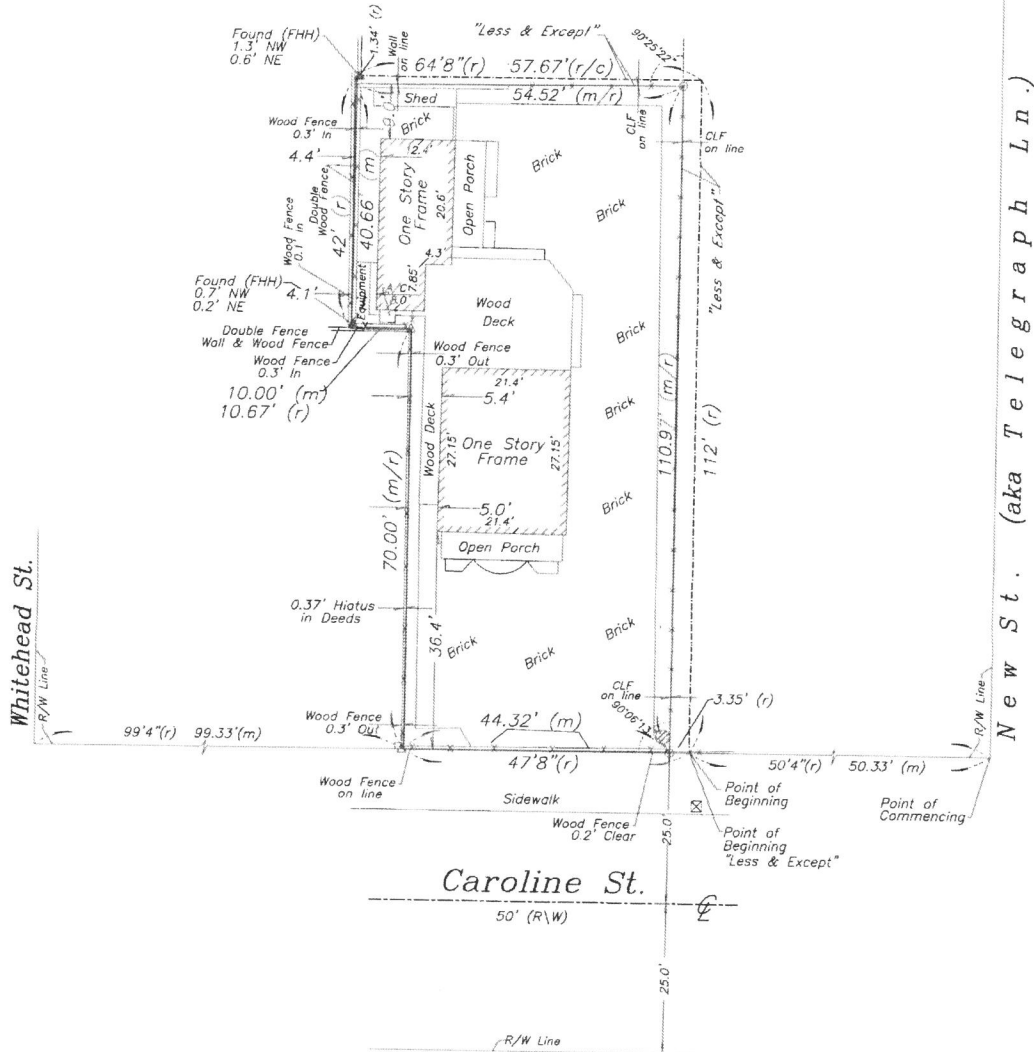 Found (FHH)
1.3' NW
0.6' NE
1.34' (r)
Wall
on line
"Less & Except"
90°25'22"
64'8"(r)
57.67'(r/c)
54.52' (m/r)
Shed
Brick
CLF
on line
CLF
on line
Wood Fence
0.3' In
9.0'
2.4'
4.4'
Double
Wood Fence
42' (r)
40.66' (m)
One Story
Frame
20.6'
Open Porch
Brick
Brick
"Less & Except"
Wood Fence
0.1' in
4.3'
7.85'
Found (FHH)
0.7' NW
0.2' NE
4.1'
Equipment
A/C
Wood
Deck
Brick
Double Fence
Wall & Wood Fence
Wood Fence
0.3' In
Wood Fence
0.3' Out
10.00' (m)
10.67' (r)
21.4'
5.4'
Wood Deck
27.15'
One Story
Frame
27.15'
Brick
110.97' (m/r)
112' (r)
70.00' (m/r)
5.0'
21.4'
Brick
Open Porch
0.37' Hiatus
in Deeds
36.4'
Brick
Brick
Brick
New St. (aka Telegraph Ln.)
Whitehead St.
R/W Line
CLF
on line
90°06'13"
3.35' (r)
R/W Line
99'4"(r) 99.33'(m)
Wood Fence
0.3' Out
44.32' (m)
47'8"(r)
50'4"(r) 50.33' (m)
Wood Fence
on line
Sidewalk
Wood Fence
0.2' Clear
25.0'
Point of
Beginning
Point of
Beginning
"Less & Except"
Point of
Commencing
Caroline St.
50' (R\W)
25.0'
R/W Line